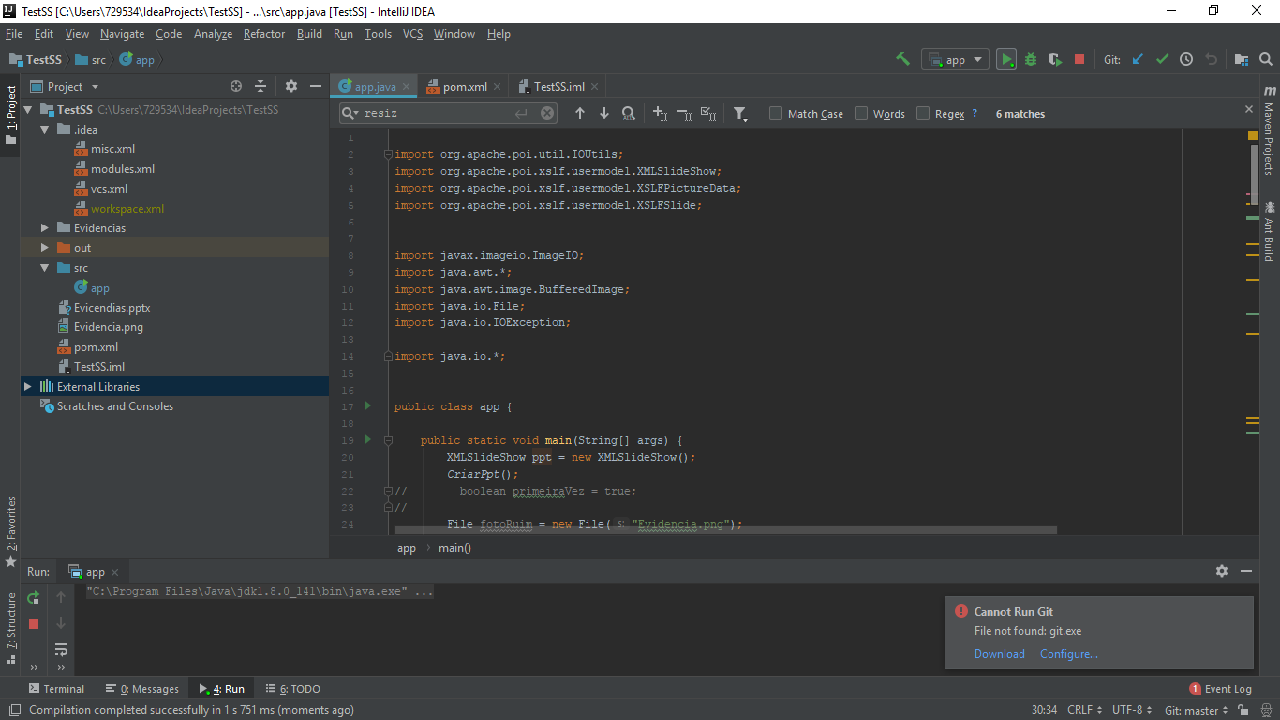 TestSS [C:\Users\729534\IdeaProjects\TestSS] - ...\src\app.java [TestSS] - IntelliJ IDEA
File Edit View Navigate Code Analyze Refactor Build Run Tools VCS Window Help
TestSS src app app Git:
Project app.java pom.xml TestSS.iml
1: Project
TestSS C:\Users\729534\IdeaProjects\TestSS
.idea
misc.xml
modules.xml
vcs.xml
workspace.xml
Evidencias
out
src
app
Evicendias.pptx
Evidencia.png
pom.xml
TestSS.iml
External Libraries
Scratches and Consoles
resiz Match Case Words Regex ? 6 matches
1
2 import org.apache.poi.util.IOUtils;
3 import org.apache.poi.xslf.usermodel.XMLSlideShow;
4 import org.apache.poi.xslf.usermodel.XSLFPictureData;
5 import org.apache.poi.xslf.usermodel.XSLFSlide;
6
7
8 import javax.imageio.ImageIO;
9 import java.awt.*;
10 import java.awt.image.BufferedImage;
11 import java.io.File;
12 import java.io.IOException;
13
14 import java.io.*;
15
16
17 public class app {
18
19 public static void main(String[] args) {
20 XMLSlideShow ppt = new XMLSlideShow();
21 CriarPpt();
22 // boolean primeiraVez = true;
23 //
24 File fotoRuim = new File( s: "Evidencia.png");
app main()
Maven Projects
Ant Build
2: Favorites
7: Structure
Run: app
"C:\Program Files\Java\jdk1.8.0_141\bin\java.exe" ...
Cannot Run Git
File not found: git.exe
Download Configure...
Terminal 0: Messages 4: Run 6: TODO 1 Event Log
Compilation completed successfully in 1 s 751 ms (moments ago) 30:34 CRLF UTF-8 Git: master